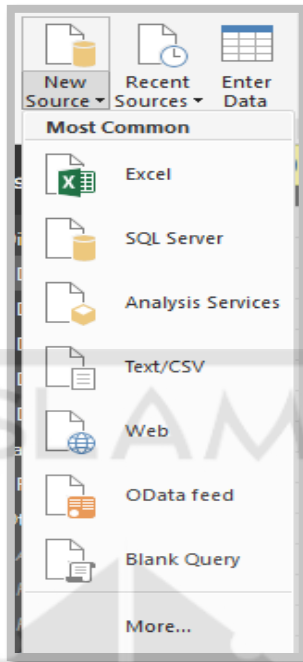 New Recent Enter
Source Sources Data
Most Common
Excel
SQL Server
Analysis Services
Text/CSV
Web
OData feed
Blank Query
More...